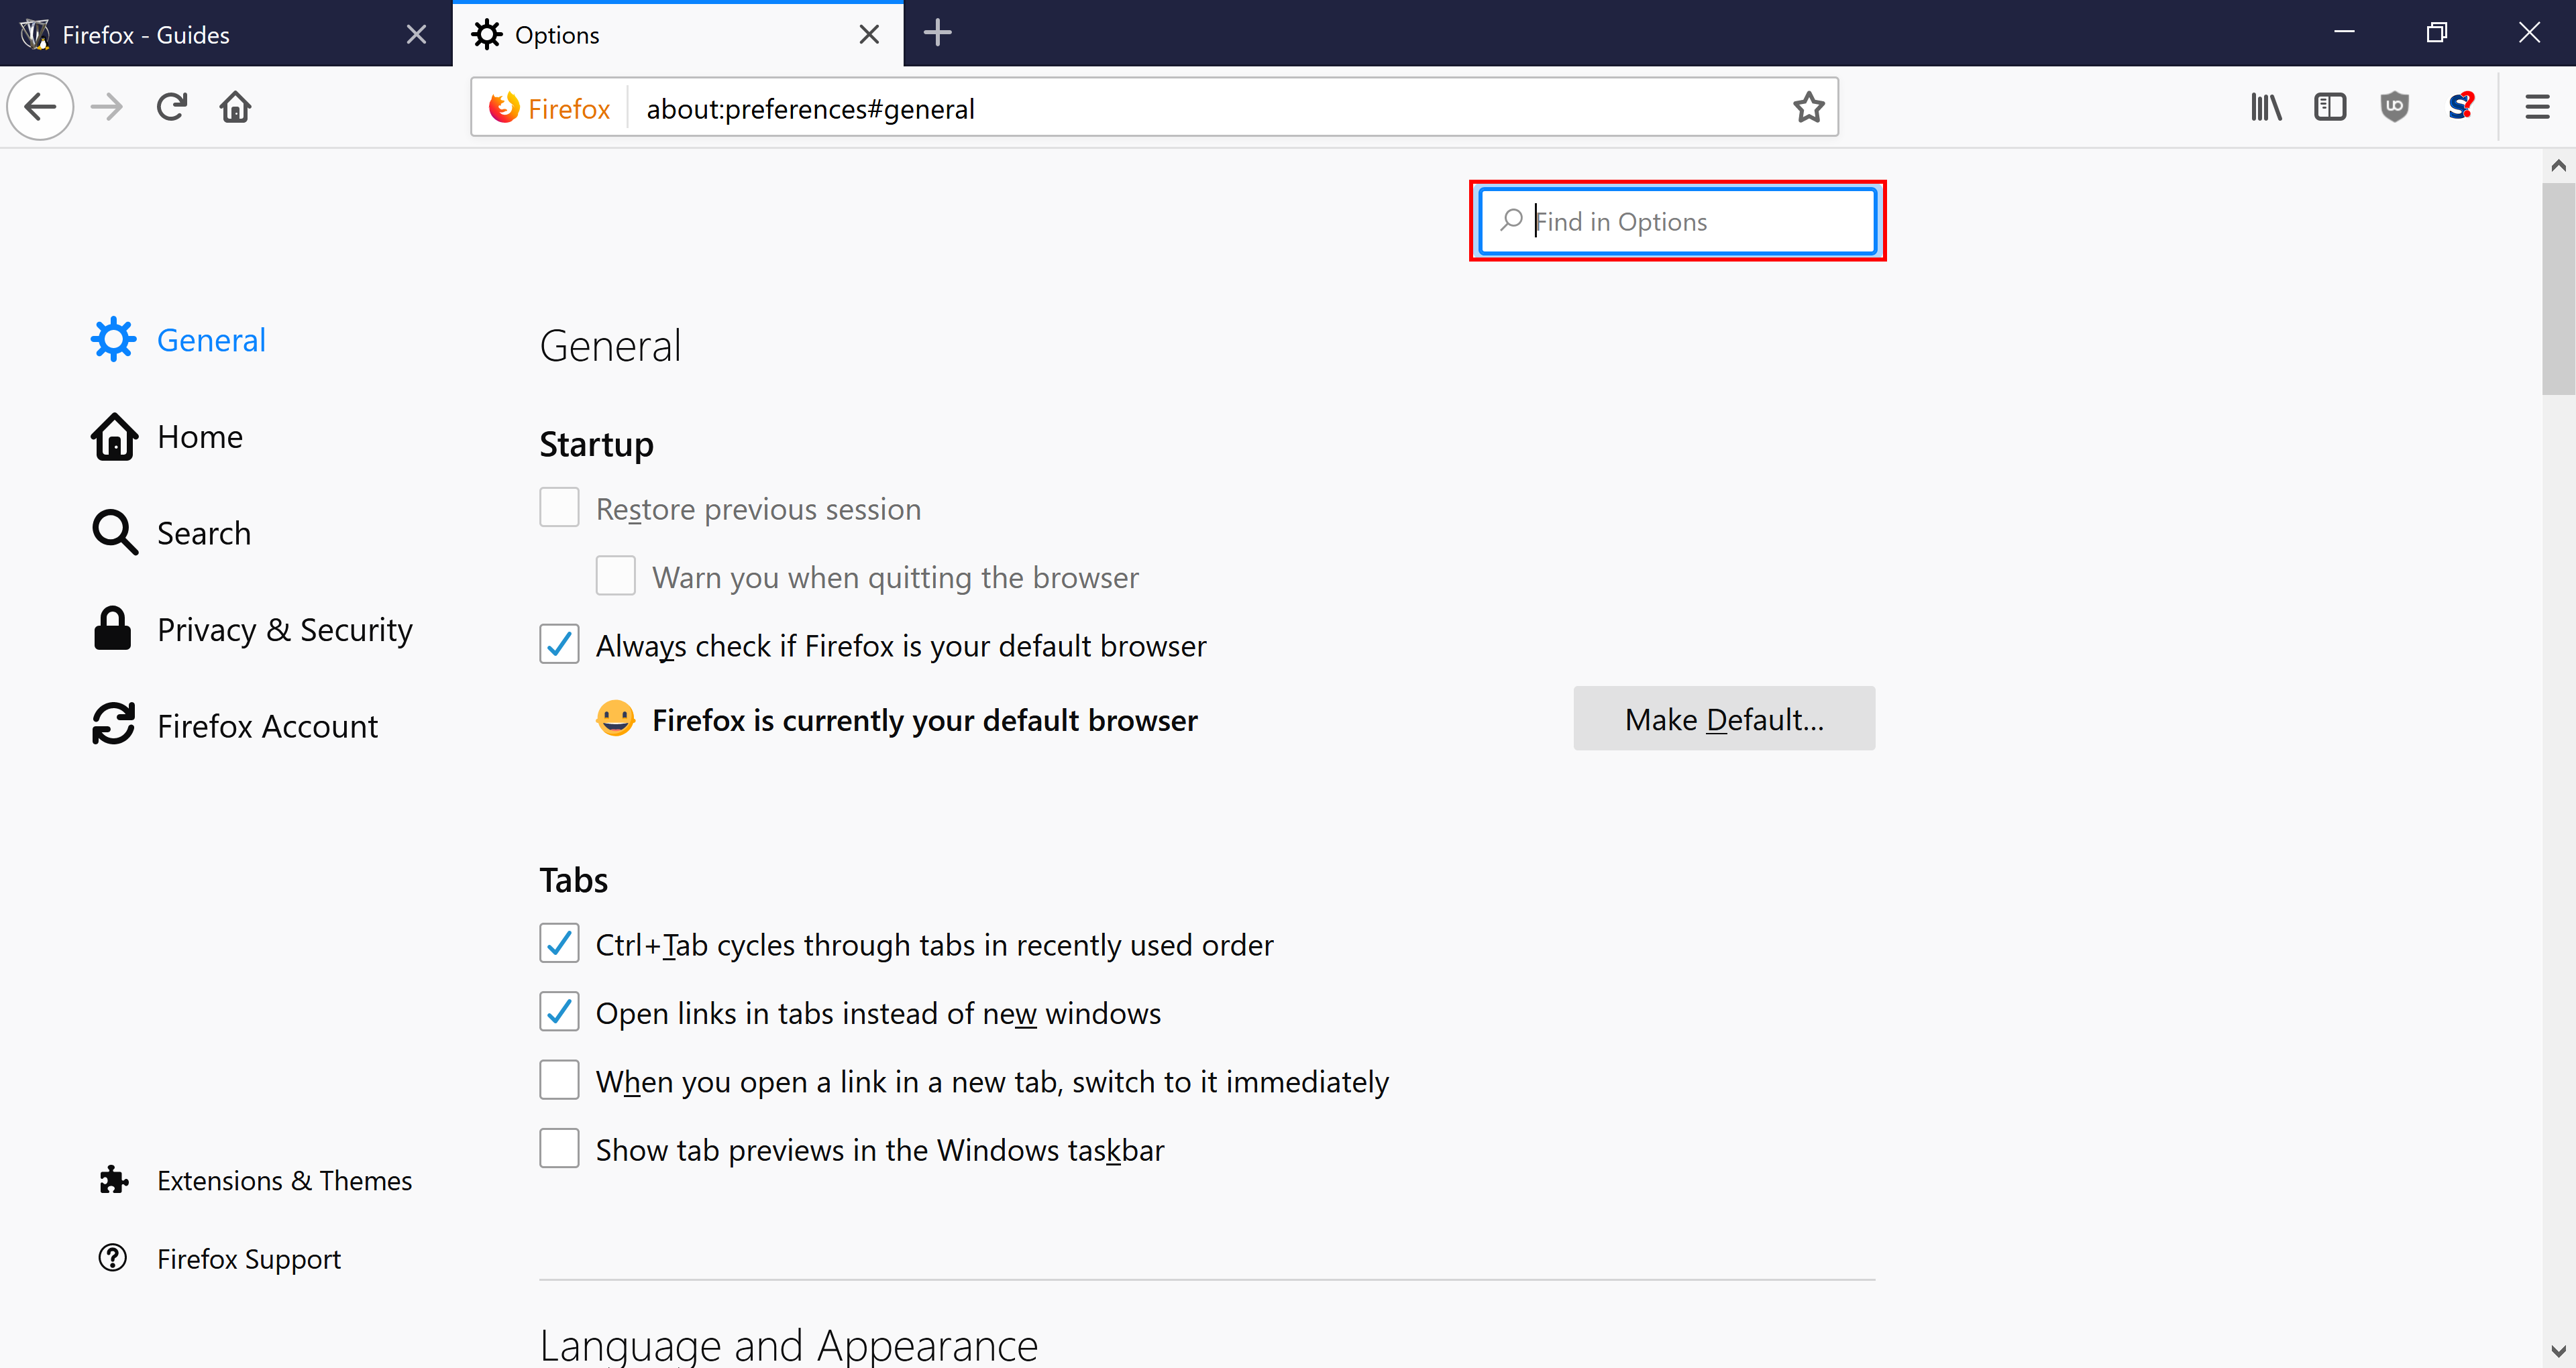 Firefox - Guides
Options
Firefox
about:preferences#general
Find in Options
General
Home
Search
Privacy & Security
Firefox Account
Extensions & Themes
Firefox Support
General
Startup
Restore previous session
Warn you when quitting the browser
Always check if Firefox is your default browser
Firefox is currently your default browser
Make Default...
Tabs
Ctrl+Tab cycles through tabs in recently used order
Open links in tabs instead of new windows
When you open a link in a new tab, switch to it immediately
Show tab previews in the Windows taskbar
Language and Appearance